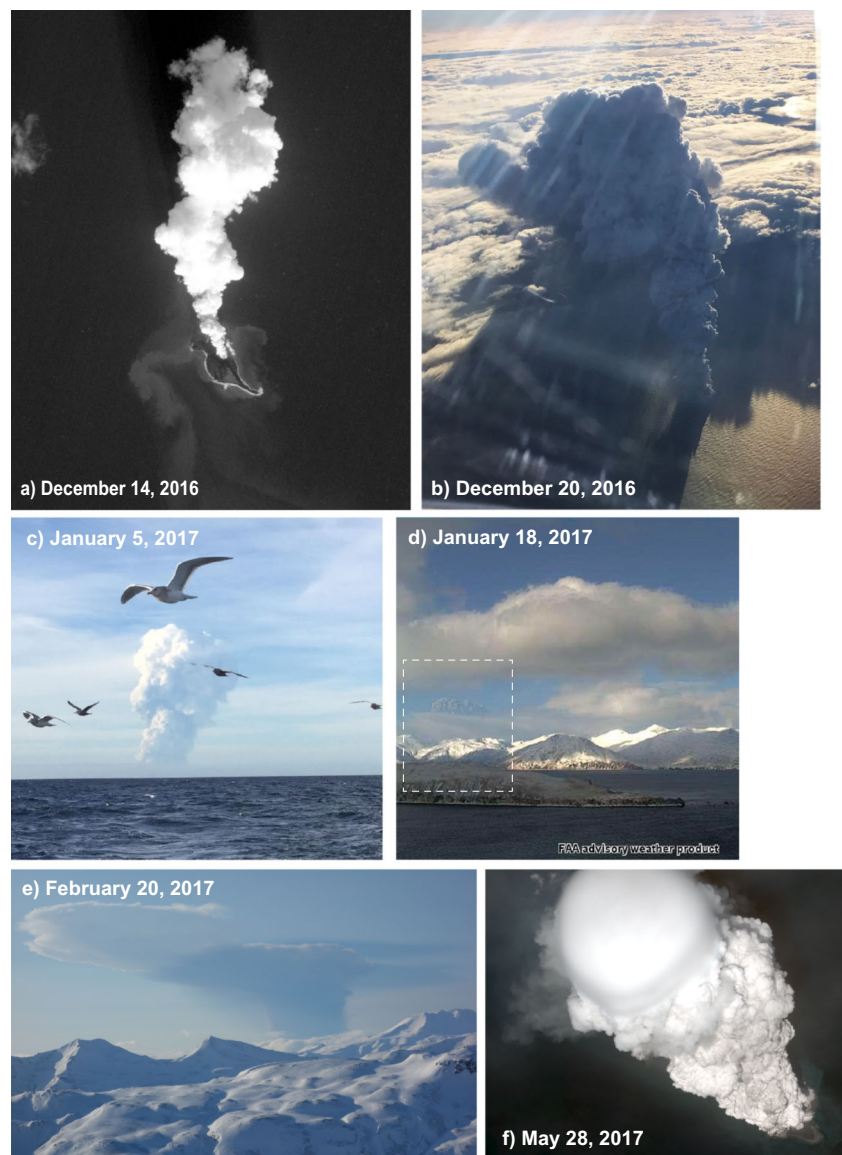 a) December 14, 2016
b) December 20, 2016
c) January 5, 2017
d) January 18, 2017
FAA advisory weather product
e) February 20, 2017
f) May 28, 2017